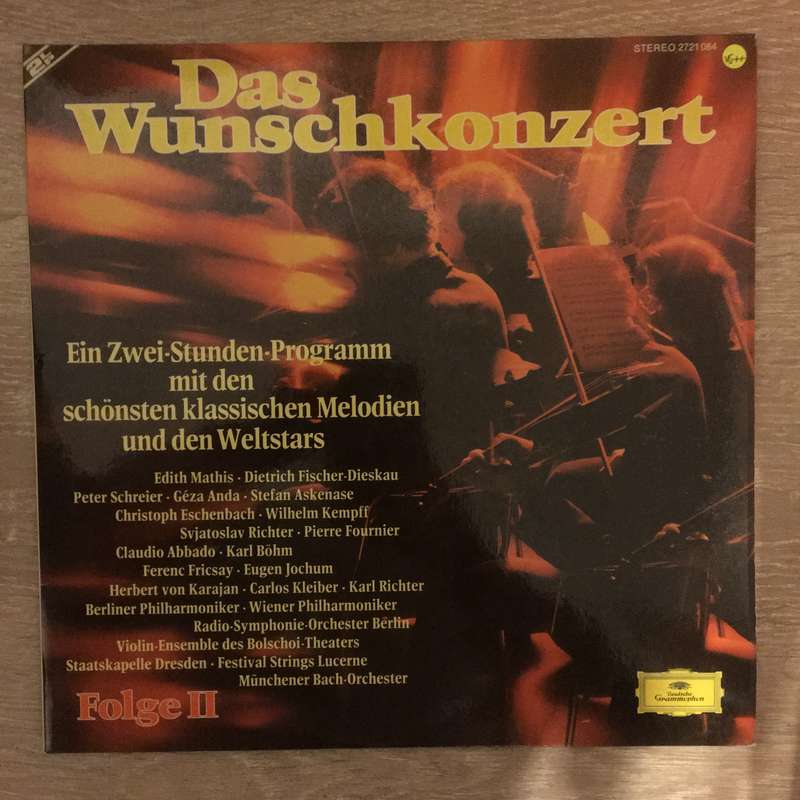 2LP
STEREO 2721 084
VG++
Das
Wunschkonzert
Ein Zwei-Stunden-Programm
mit den
schönsten klassischen Melodien
und den Weltstars
Edith Mathis · Dietrich Fischer-Dieskau
Peter Schreier · Géza Anda · Stefan Askenase
Christoph Eschenbach · Wilhelm Kempff
Svjatoslav Richter · Pierre Fournier
Claudio Abbado · Karl Böhm
Ferenc Fricsay · Eugen Jochum
Herbert von Karajan · Carlos Kleiber · Karl Richter
Berliner Philharmoniker · Wiener Philharmoniker
Radio-Symphonie-Orchester Berlin
Violin-Ensemble des Bolschoi-Theaters
Staatskapelle Dresden · Festival Strings Lucerne
Münchener Bach-Orchester
Folge II
Deutsche
Grammophon